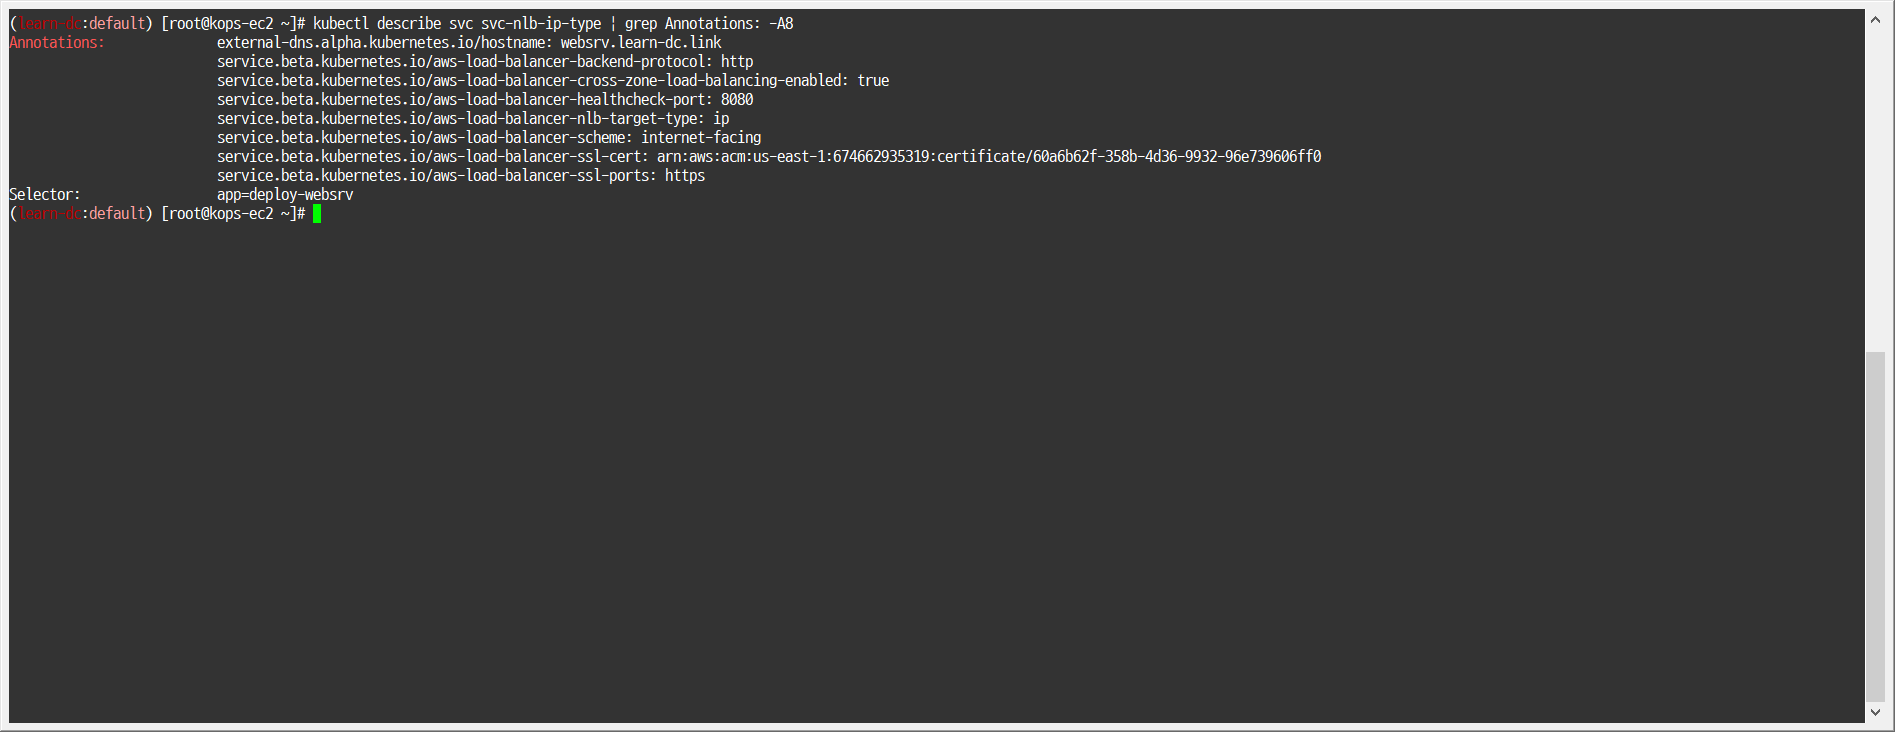 (learn-dc:default) [root@kops-ec2 ~]# kubectl describe svc svc-nlb-ip-type | grep Annotations: -A8
Annotations:              external-dns.alpha.kubernetes.io/hostname: websrv.learn-dc.link
                          service.beta.kubernetes.io/aws-load-balancer-backend-protocol: http
                          service.beta.kubernetes.io/aws-load-balancer-cross-zone-load-balancing-enabled: true
                          service.beta.kubernetes.io/aws-load-balancer-healthcheck-port: 8080
                          service.beta.kubernetes.io/aws-load-balancer-nlb-target-type: ip
                          service.beta.kubernetes.io/aws-load-balancer-scheme: internet-facing
                          service.beta.kubernetes.io/aws-load-balancer-ssl-cert: arn:aws:acm:us-east-1:674662935319:certificate/60a6b62f-358b-4d36-9932-96e739606ff0
                          service.beta.kubernetes.io/aws-load-balancer-ssl-ports: https
Selector:                 app=deploy-websrv
(learn-dc:default) [root@kops-ec2 ~]#